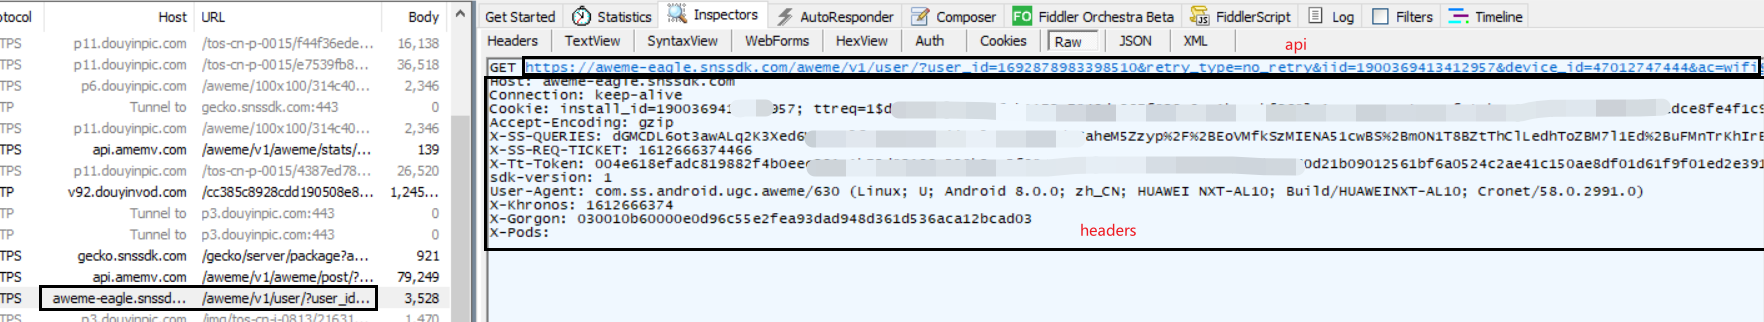 otocol Host URL Body
TPS p11.douyinpic.com /tos-cn-p-0015/f44f36ede... 16,138
TPS p11.douyinpic.com /tos-cn-p-0015/e7539fb8... 36,518
TPS p6.douyinpic.com /aweme/100x100/314c40... 2,346
TP Tunnel to gecko.snssdk.com:443 0
TPS p11.douyinpic.com /aweme/100x100/314c40... 2,346
TPS api.amemv.com /aweme/v1/aweme/stats/... 139
TPS p11.douyinpic.com /tos-cn-p-0015/4387ed78... 26,520
TP v92.douyinvod.com /cc385c8928cdd190508e8... 1,245...
TP Tunnel to p3.douyinpic.com:443 0
TP Tunnel to p3.douyinpic.com:443 0
TPS gecko.snssdk.com /gecko/server/package?a... 921
TPS api.amemv.com /aweme/v1/aweme/post/?... 79,249
TPS aweme-eagle.snssd... /aweme/v1/user/?user_id... 3,528
TPS p3.douyinpic.com /img/tos-cn-i-0813/21631... 1,470
Get Started Statistics Inspectors AutoResponder Composer FO Fiddler Orchestra Beta FiddlerScript Log Filters Timeline
Headers TextView SyntaxView WebForms HexView Auth Cookies Raw JSON XML
api
GET https://aweme-eagle.snssdk.com/aweme/v1/user/?user_id=1692878983398510&retry_type=no_retry&iid=1900369413412957&device_id=47012747444&ac=wifi
Host: aweme-eagle.snssdk.com
Connection: keep-alive
Cookie: install_id=190036941 957; ttreq=1$d dce8fe4f1c9
Accept-Encoding: gzip
X-SS-QUERIES: dGMCDL6ot3awALq2K3Xed6 aheM5Zzyp%2F%2BEoVMfkSzMIENA51cwBS%2Bm0N1T8BZtThClLedhToZBM7l1Ed%2BuFMnTrKhIrE
X-SS-REQ-TICKET: 1612666374466
X-Tt-Token: 004e618efadc819882f4b0ee 0d21b09012561bf6a0524c2ae41c150ae8df01d61f9f01ed2e391
sdk-version: 1
User-Agent: com.ss.android.ugc.aweme/630 (Linux; U; Android 8.0.0; zh_CN; HUAWEI NXT-AL10; Build/HUAWEINXT-AL10; Cronet/58.0.2991.0)
X-Khronos: 1612666374
X-Gorgon: 030010b60000e0d96c55e2fea93dad948d361d536aca12bcad03
X-Pods:
headers